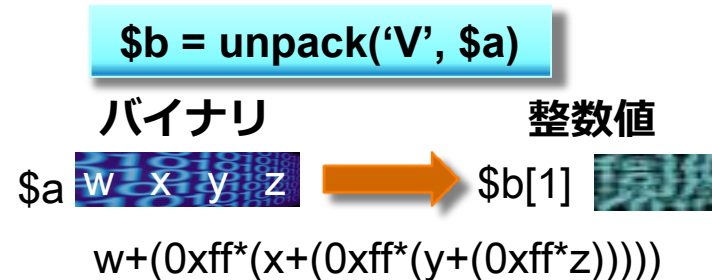 $b = unpack(‘V’, $a)
バイナリ 整数値
$a w x y z $b[1]
w+(0xff*(x+(0xff*(y+(0xff*z)))))